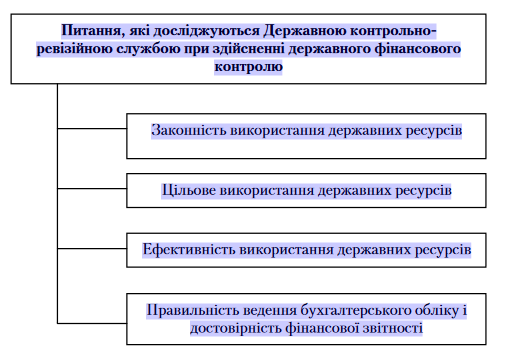 Питання, які досліджуються Державною контрольно-
ревізійною службою при здійсненні державного фінансового
контролю
Законність використання державних ресурсів
Цільове використання державних ресурсів
Ефективність використання державних ресурсів
Правильність ведення бухгалтерського обліку і
достовірність фінансової звітності